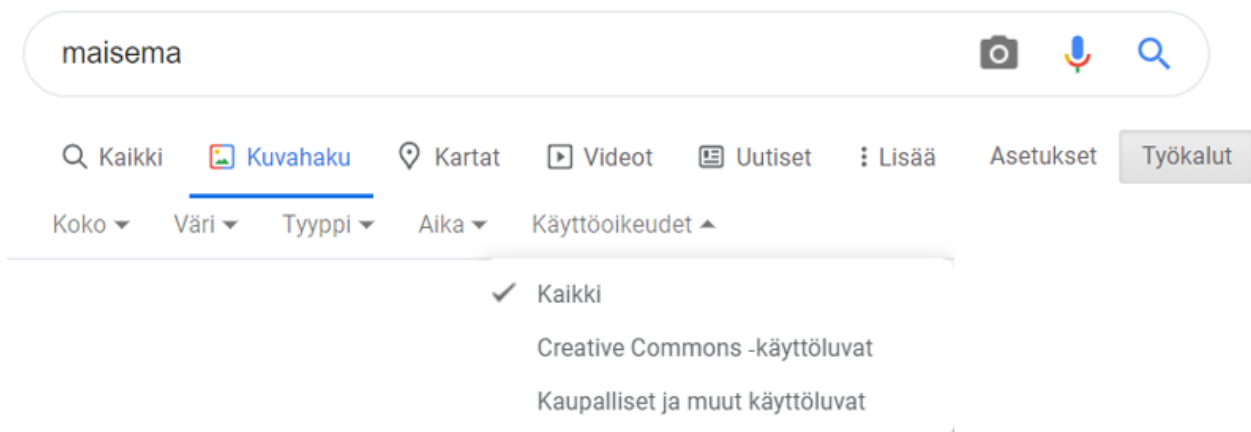 maisema
Kaikki Kuvahaku Kartat Videot Uutiset Lisää Asetukset Työkalut
Koko Väri Tyyppi Aika Käyttöoikeudet
Kaikki
Creative Commons -käyttöluvat
Kaupalliset ja muut käyttöluvat